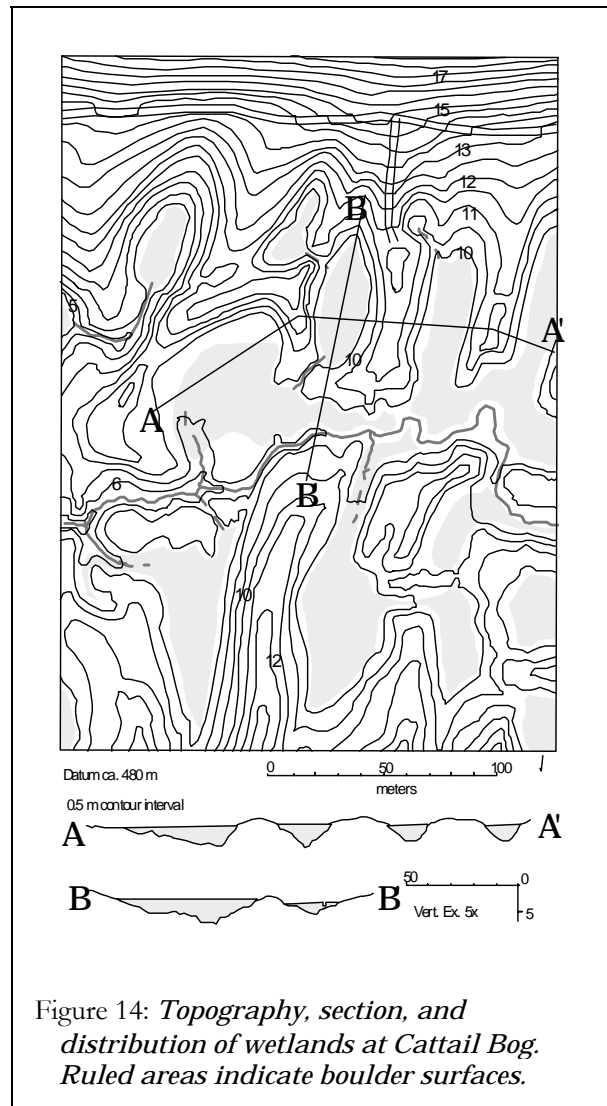 17
15
13
12
11
10
B'
5
A'
10
A
6
B'
10
12
Datum ca. 480 m
0 50 100
meters
0.5 m contour interval
A A'
B B'
50 0
Vert. Ex. 5x
5
Figure 14: Topography, section, and
distribution of wetlands at Cattail Bog.
Ruled areas indicate boulder surfaces.